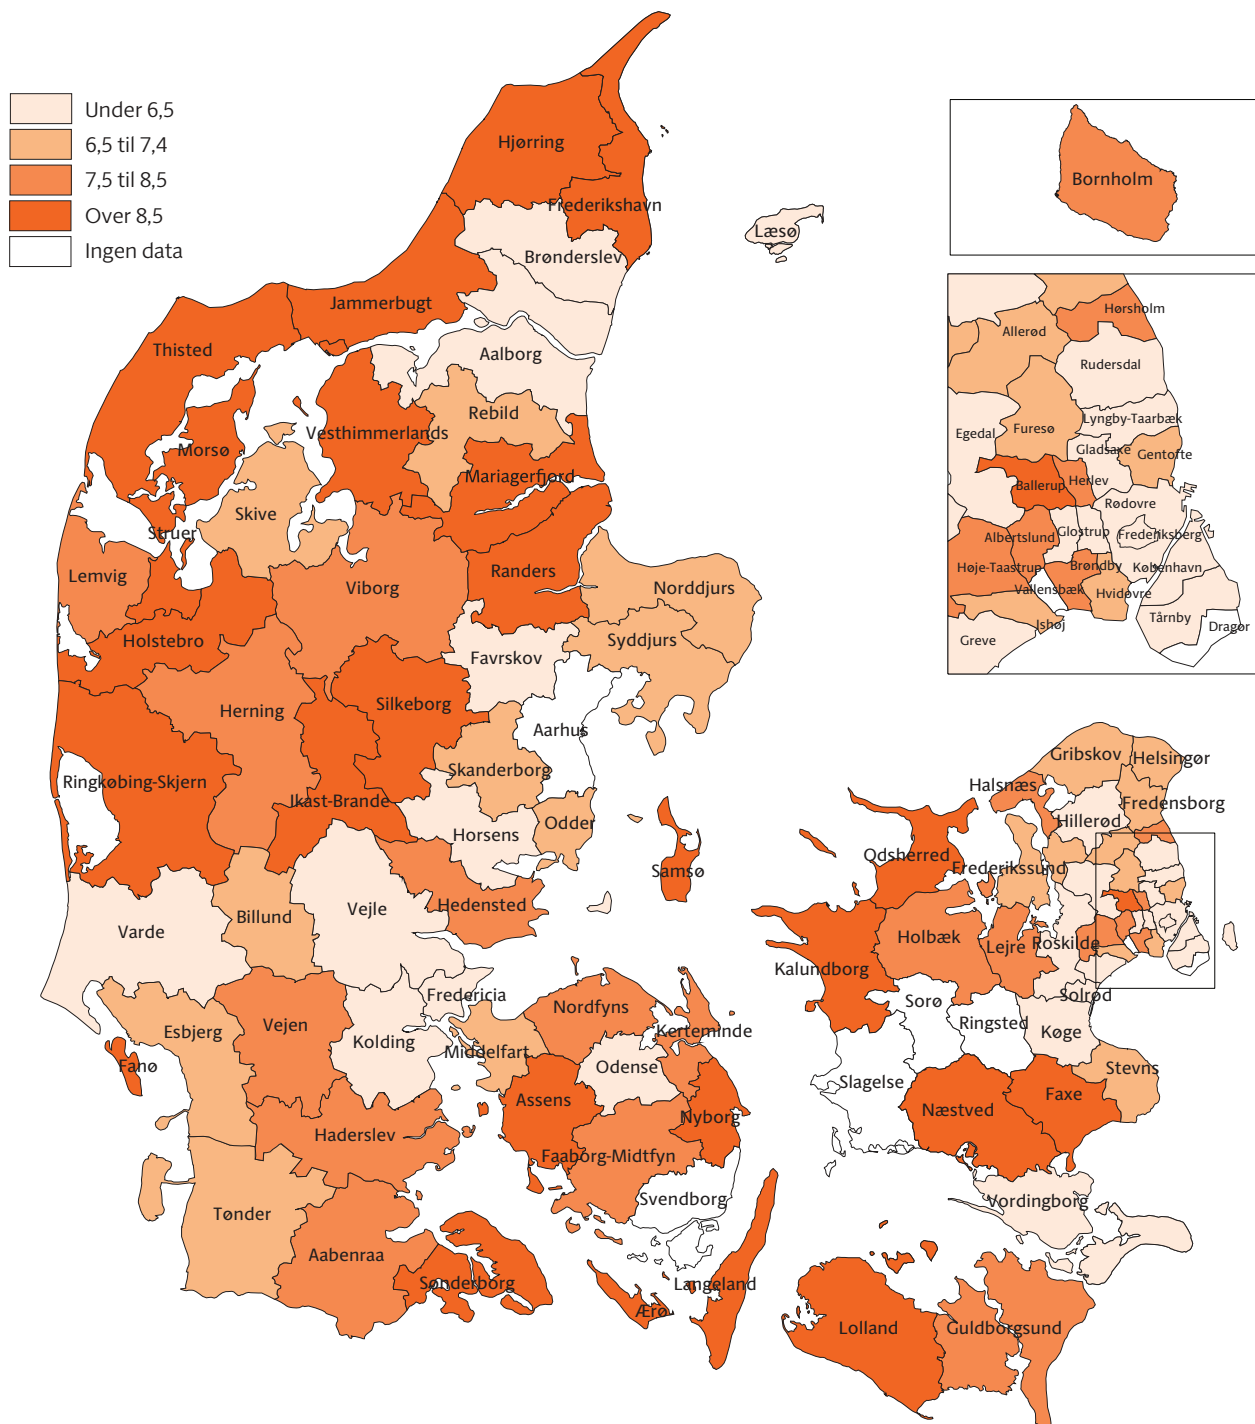 Under 6,5
6,5 til 7,4
7,5 til 8,5
Over 8,5
Ingen data
Hjørring
Frederikshavn
Læsø
Brønderslev
Jammerbugt
Thisted
Aalborg
Rebild
Vesthimmerlands
Morsø
Mariagerfjord
Skive
Struer
Lemvig
Viborg
Randers
Norddjurs
Syddjurs
Holstebro
Favrskov
Herning
Silkeborg
Aarhus
Ringkøbing-Skjern
Skanderborg
Ikast-Brande
Horsens
Odder
Samsø
Hedensted
Billund
Vejle
Varde
Fredericia
Esbjerg
Vejen
Kolding
Middelfart
Nordfyns
Kerteminde
Fanø
Odense
Assens
Nyborg
Haderslev
Faaborg-Midtfyn
Svendborg
Tønder
Aabenraa
Sønderborg
Langeland
Ærø
Bornholm
Hørsholm
Allerød
Rudersdal
Lyngby-Taarbæk
Furesø
Egedal
Gladsaxe
Gentofte
Ballerup
Herlev
Rødovre
Albertslund
Glostrup
Frederiksberg
Høje-Taastrup
Brøndby
København
Vallensbæk
Hvidovre
Tårnby
Ishøj
Dragør
Greve
Gribskov
Helsingør
Halsnæs
Fredensborg
Hillerød
Odsherred
Frederikssund
Holbæk
Lejre
Roskilde
Kalundborg
Solrød
Sorø
Ringsted
Køge
Stevns
Slagelse
Næstved
Faxe
Vordingborg
Lolland
Guldborgsund